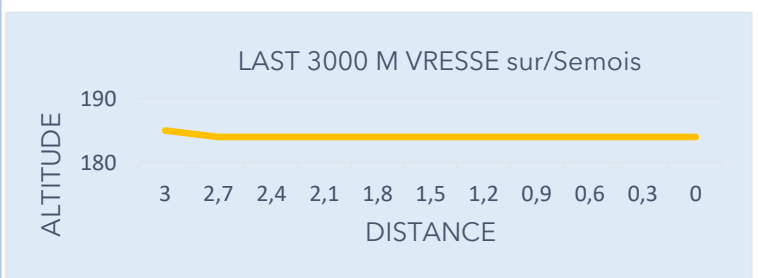 LAST 3000 M VRESSE sur/Semois
190
180
ALTITUDE
3 2,7 2,4 2,1 1,8 1,5 1,2 0,9 0,6 0,3 0
DISTANCE